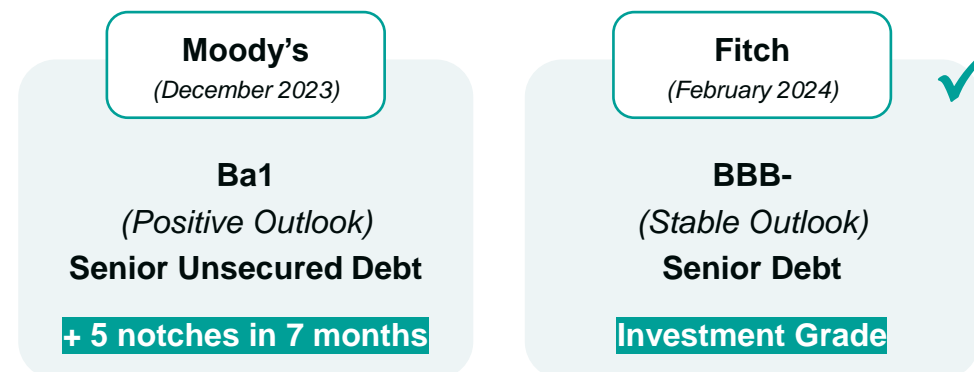 Moody’s
(December 2023)
Ba1
(Positive Outlook)
Senior Unsecured Debt
+ 5 notches in 7 months
Fitch
(February 2024)
BBB-
(Stable Outlook)
Senior Debt
Investment Grade